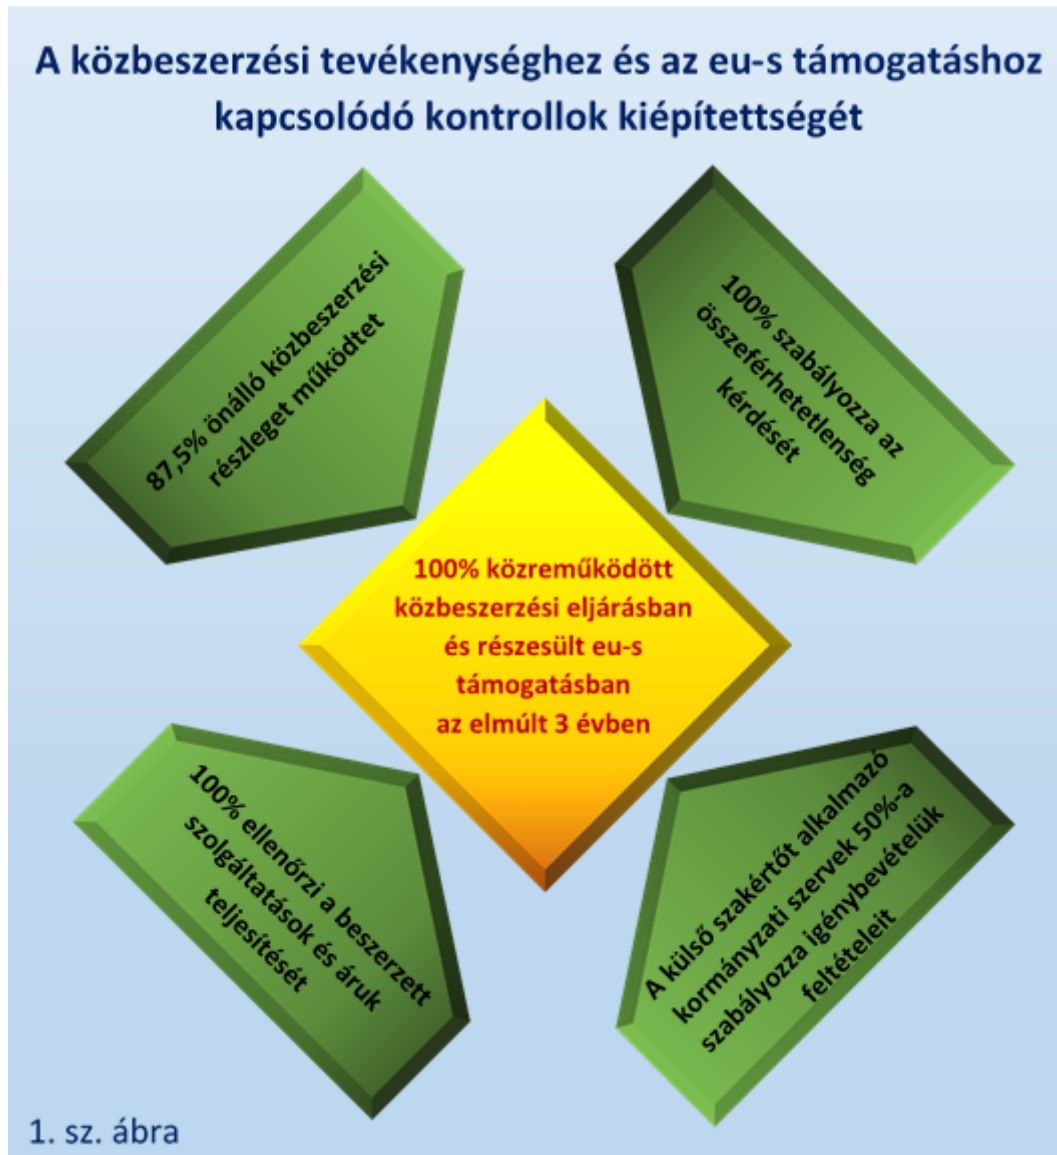 A közbeszerzési tevékenységhez és az eu-s támogatáshoz
kapcsolódó kontrollok kiépítettségét
87,5% önálló közbeszerzési
részleget működtet
100% szabályozza az
összeférhetetlenség
kérdését
100% közreműködött
közbeszerzési eljárásban
és részesült eu-s
támogatásban
az elmúlt 3 évben
100% ellenőrzi a beszerzett
szolgáltatások és áruk
teljesítését
A külső szakértőt alkalmazó
kormányzati szervek 50%-a
szabályozza igénybevételük
feltételeit
1. sz. ábra